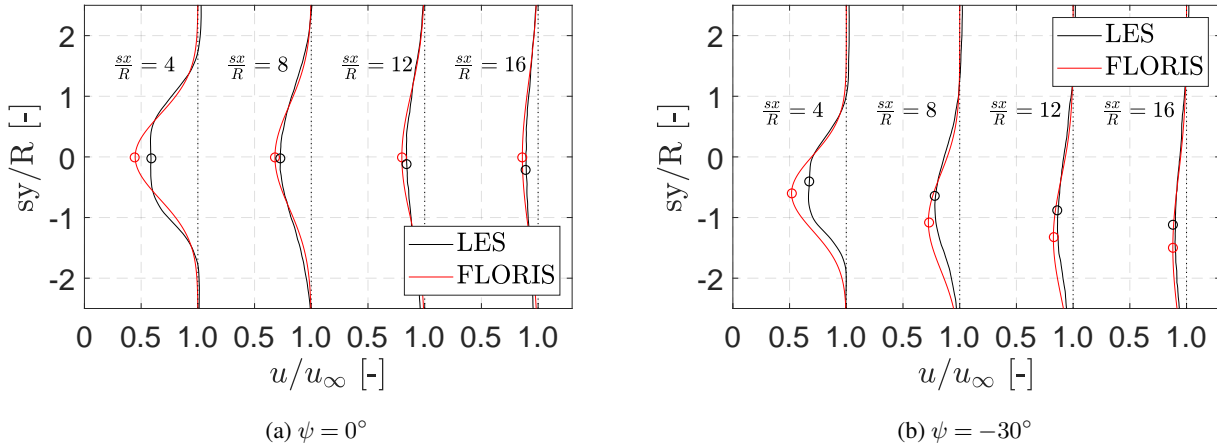 2
1
0
-1
-2
sy/R [-]
sx/R = 4
sx/R = 8
sx/R = 12
sx/R = 16
LES
FLORIS
0 0.5 1.0 0.5 1.0 0.5 1.0 0.5 1.0
u/u∞ [-]
(a) ψ = 0°
2
1
0
-1
-2
sy/R [-]
LES
FLORIS
sx/R = 4
sx/R = 8
sx/R = 12
sx/R = 16
0 0.5 1.0 0.5 1.0 0.5 1.0 0.5 1.0
u/u∞ [-]
(b) ψ = −30°